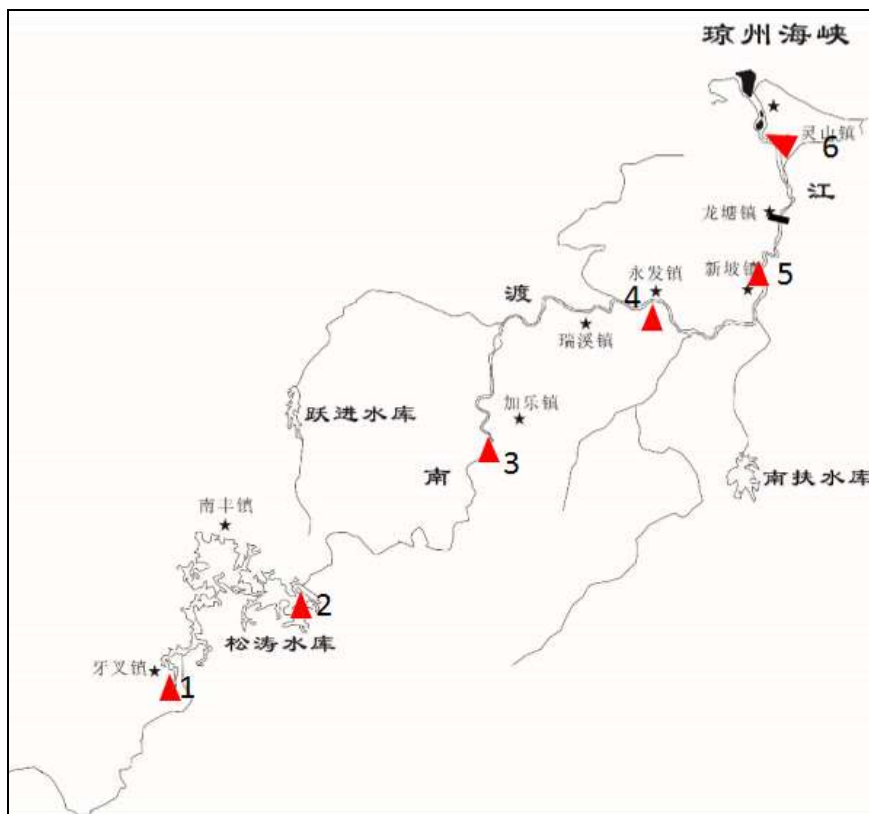 琼州海峡
灵山镇
6
江
龙塘镇
新坡镇
5
永发镇
4
渡
瑞溪镇
跃进水库
加乐镇
3
南
南扶水库
南丰镇
2
松涛水库
牙叉镇
1